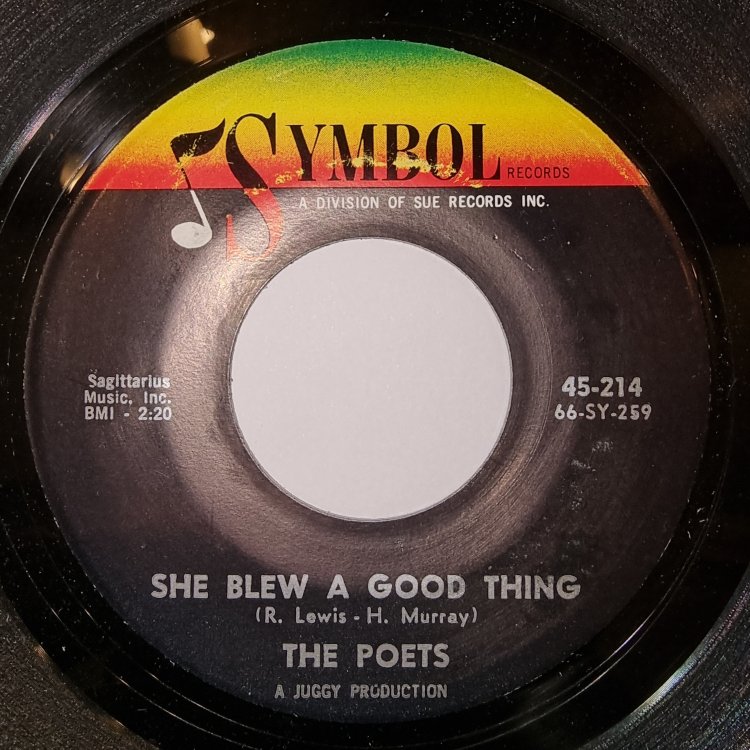 SYMBOL RECORDS
A DIVISION OF SUE RECORDS INC.
Sagittarius
Music, Inc.
BMI - 2:20
45-214
66-SY-259
SHE BLEW A GOOD THING
(R. Lewis - H. Murray)
THE POETS
A JUGGY PRODUCTION